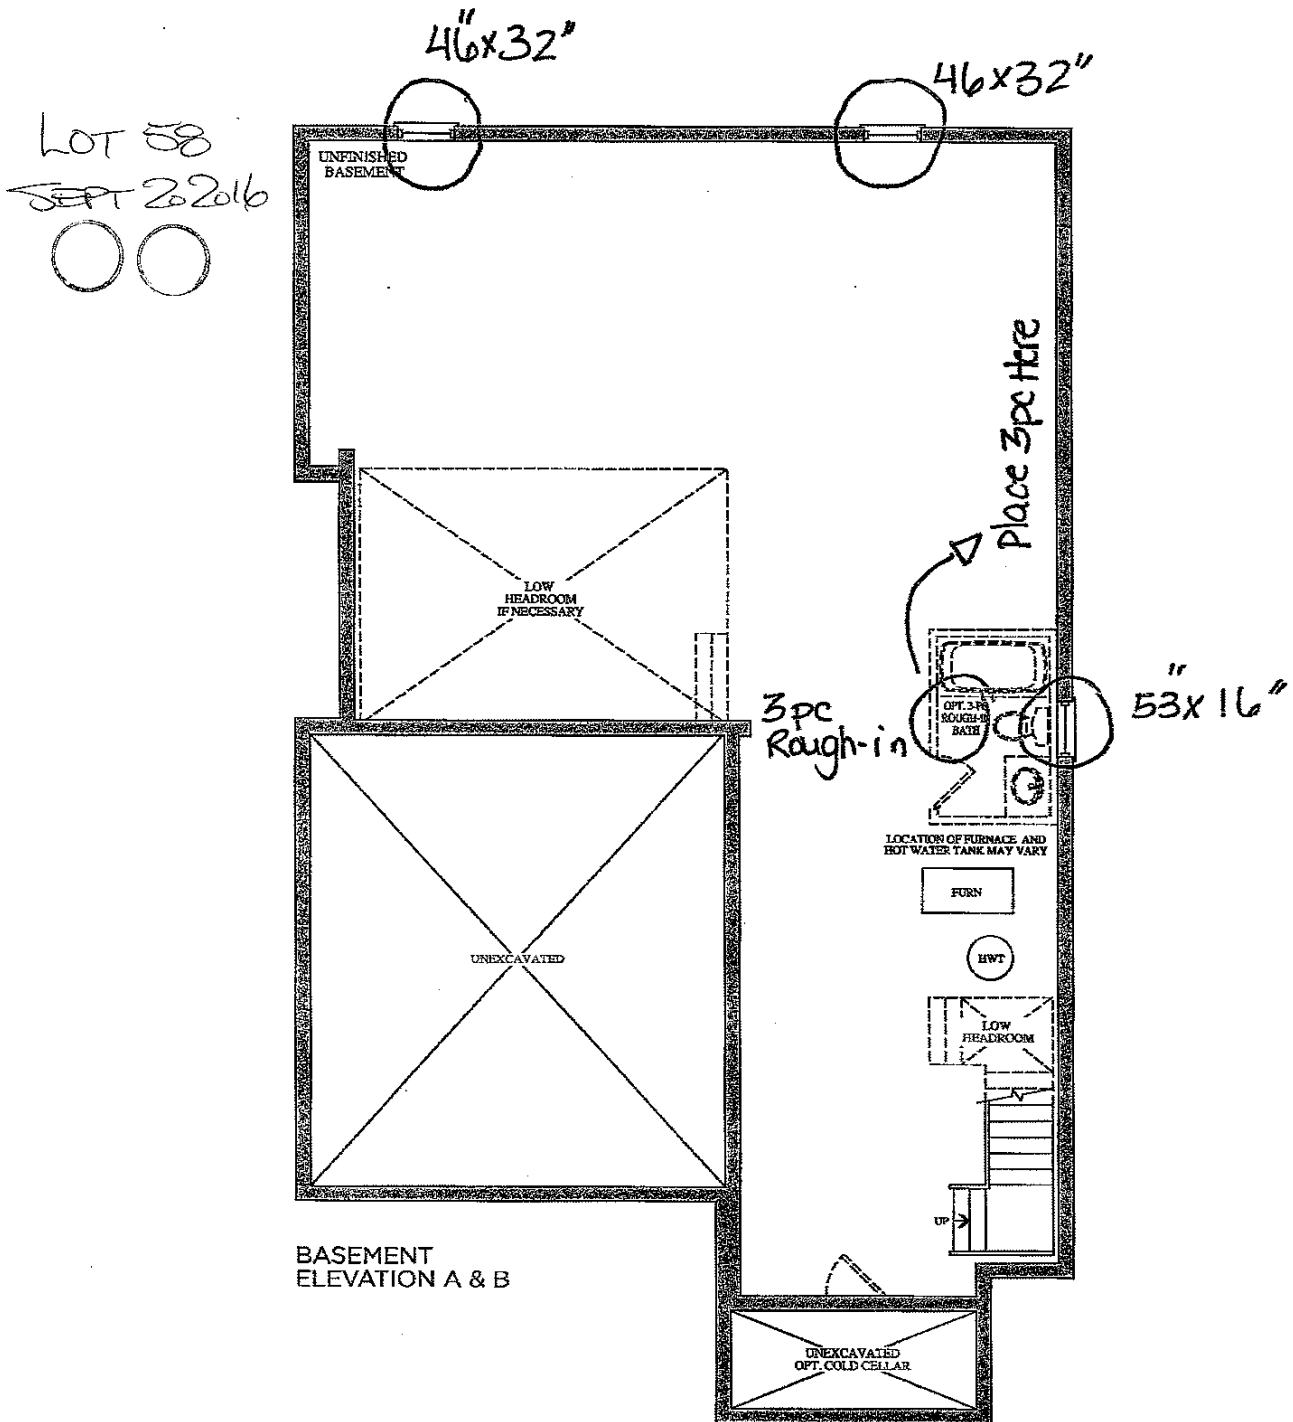 46"x32"
46x32"
LOT 58
SEPT 20 2016
UNFINISHED
BASEMENT
Place 3pc Here
LOW
HEADROOM
IF NECESSARY
53"x16"
3pc
Rough-in
OPT. 3-PC
ROUGH-IN
BATH
LOCATION OF FURNACE AND
HOT WATER TANK MAY VARY
FURN
UNEXCAVATED
HWT
LOW
HEADROOM
UP
BASEMENT
ELEVATION A & B
UNEXCAVATED
OPT. COLD CELLAR